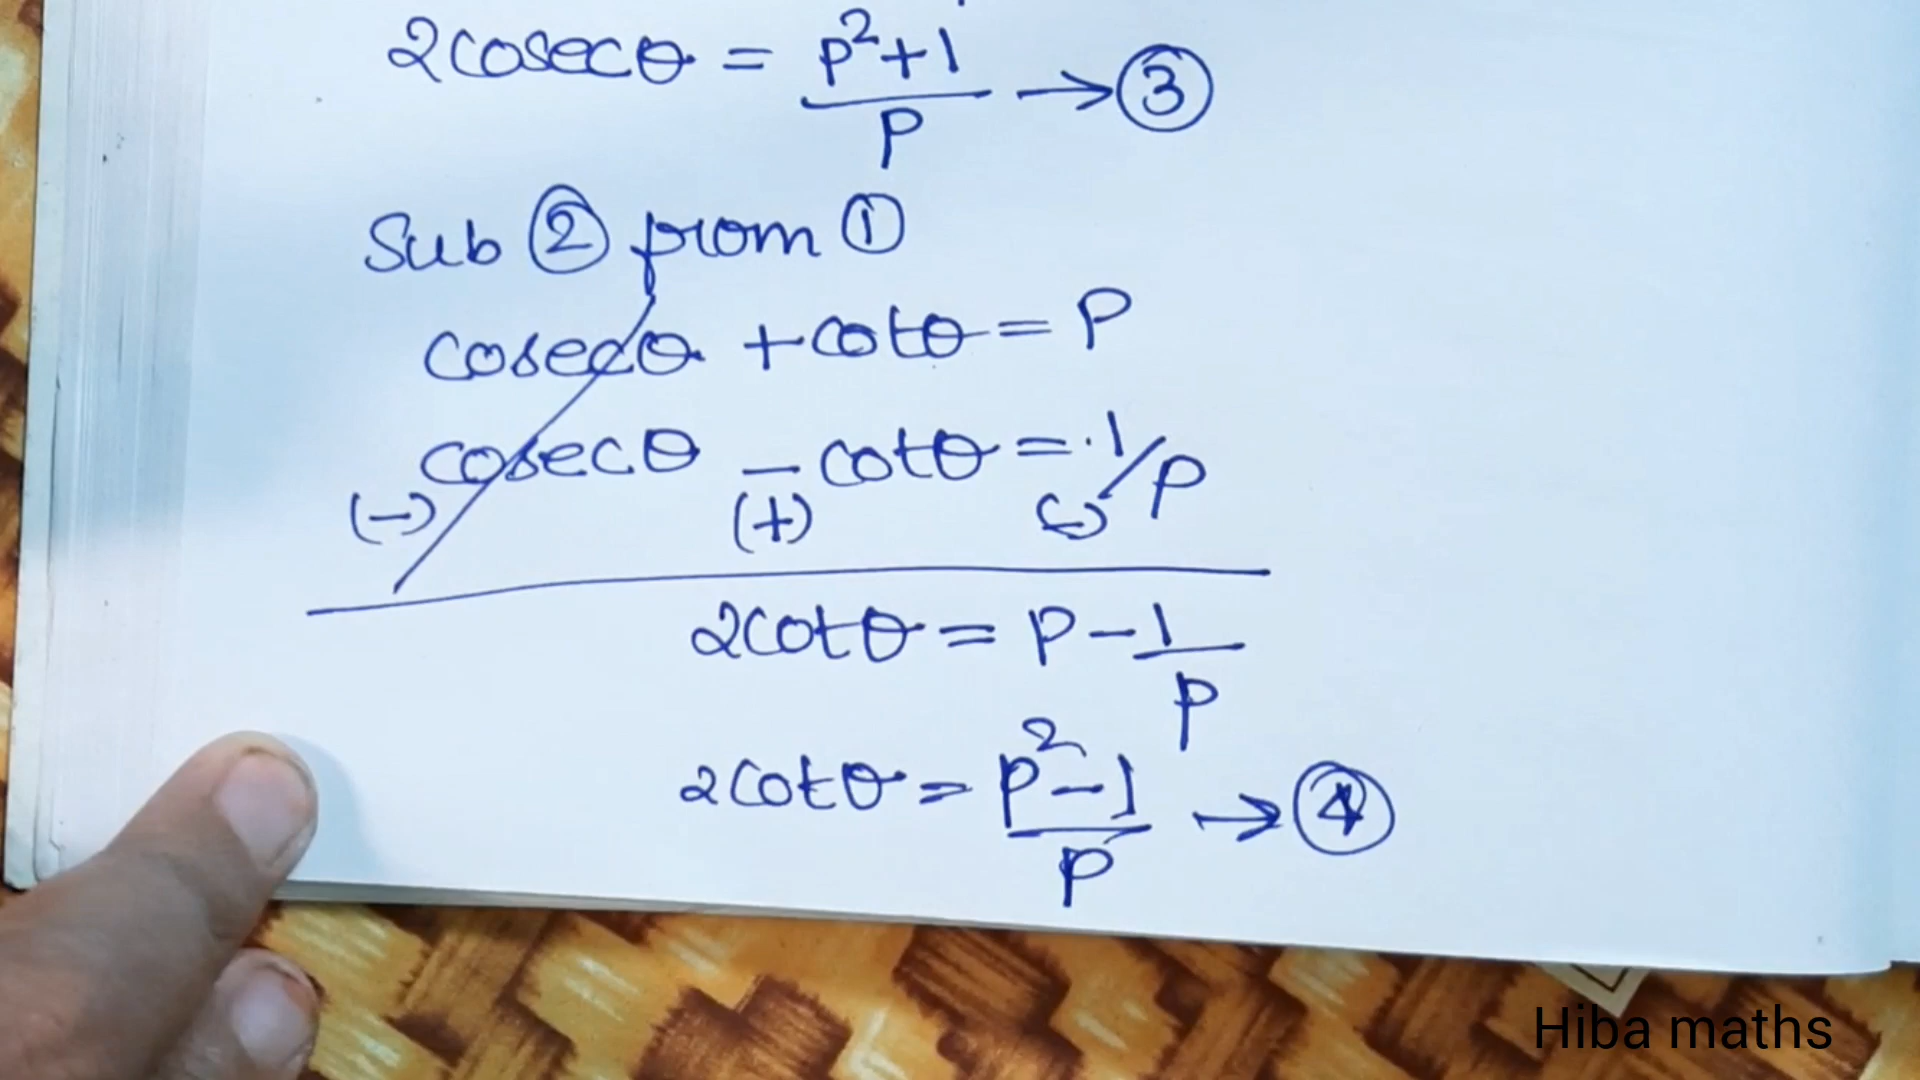 2cosecθ = p²+1/p → ③
Sub ② from ①
cosecθ + cotθ = P
cosecθ - cotθ = 1/P
(-) (+) (-)
2cotθ = P - 1/p
2cotθ = p²-1/p → ④
Hiba maths